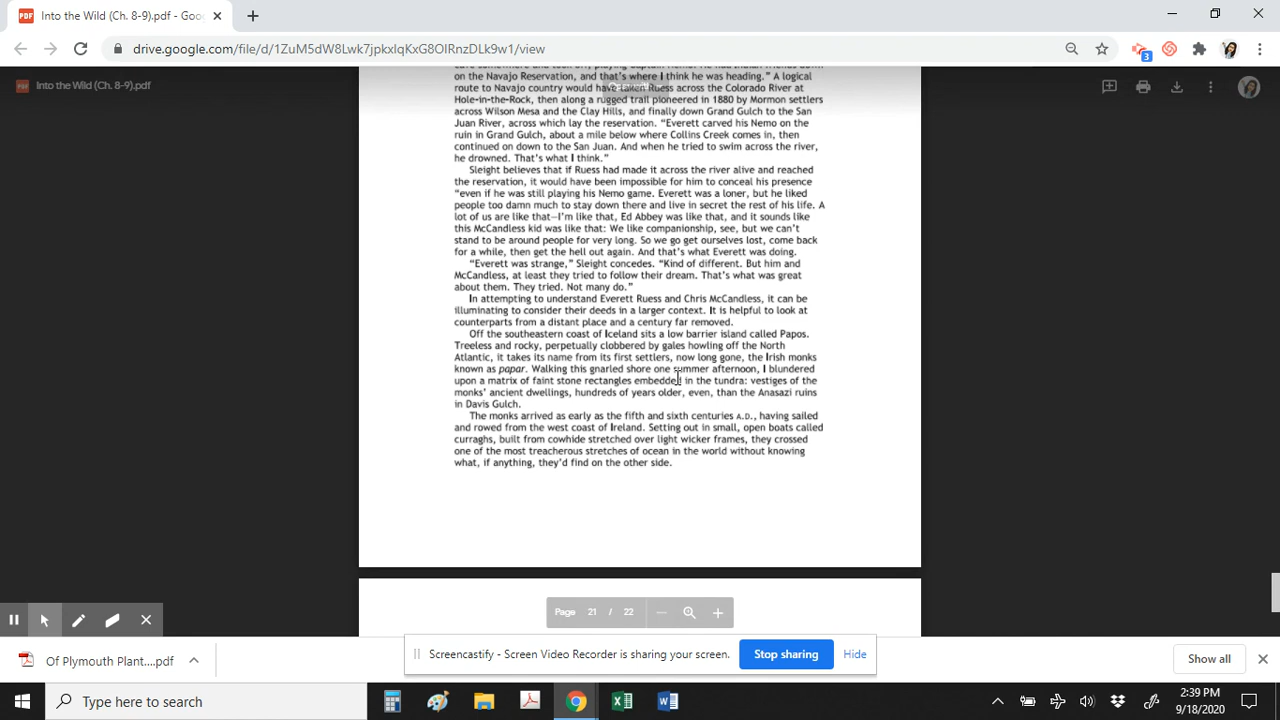 Into the Wild (Ch. 8-9).pdf - Goo
drive.google.com/file/d/1ZuM5dW8Lwk7jpkxlqKxG8OIRnzDLk9w1/view
3
PDF
Into the Wild (Ch. 8-9).pdf
on the Navajo Reservation, and that's where I think he was heading." A logical
route to Navajo country would have taken Ruess across the Colorado River at
Hole-in-the-Rock, then along a rugged trail pioneered in 1880 by Mormon settlers
across Wilson Mesa and the Clay Hills, and finally down Grand Gulch to the San
Juan River, across which lay the reservation. "Everett carved his Nemo on the
ruin in Grand Gulch, about a mile below where Collins Creek comes in, then
continued on down to the San Juan. And when he tried to swim across the river,
he drowned. That's what I think."
Sleight believes that if Ruess had made it across the river alive and reached
the reservation, it would have been impossible for him to conceal his presence
"even if he was still playing his Nemo game. Everett was a loner, but he liked
people too damn much to stay down there and live in secret the rest of his life. A
lot of us are like that—I'm like that, Ed Abbey was like that, and it sounds like
this McCandless kid was like that: We like companionship, see, but we can't
stand to be around people for very long. So we go get ourselves lost, come back
for a while, then get the hell out again. And that's what Everett was doing.
"Everett was strange," Sleight concedes. "Kind of different. But him and
McCandless, at least they tried to follow their dream. That's what was great
about them. They tried. Not many do."
In attempting to understand Everett Ruess and Chris McCandless, it can be
illuminating to consider their deeds in a larger context. It is helpful to look at
counterparts from a distant place and a century far removed.
Off the southeastern coast of Iceland sits a low barrier island called Papos.
Treeless and rocky, perpetually clobbered by gales howling off the North
Atlantic, it takes its name from its first settlers, now long gone, the Irish monks
known as papar. Walking this gnarled shore one summer afternoon, I blundered
upon a matrix of faint stone rectangles embedded in the tundra: vestiges of the
monks' ancient dwellings, hundreds of years older, even, than the Anasazi ruins
in Davis Gulch.
The monks arrived as early as the fifth and sixth centuries A.D., having sailed
and rowed from the west coast of Ireland. Setting out in small, open boats called
curraghs, built from cowhide stretched over light wicker frames, they crossed
one of the most treacherous stretches of ocean in the world without knowing
what, if anything, they'd find on the other side.
Page 21 / 22
Screencastify - Screen Video Recorder is sharing your screen. Stop sharing Hide
Of Plymouth Plant....pdf
Show all
Type here to search
2:39 PM
9/18/2020